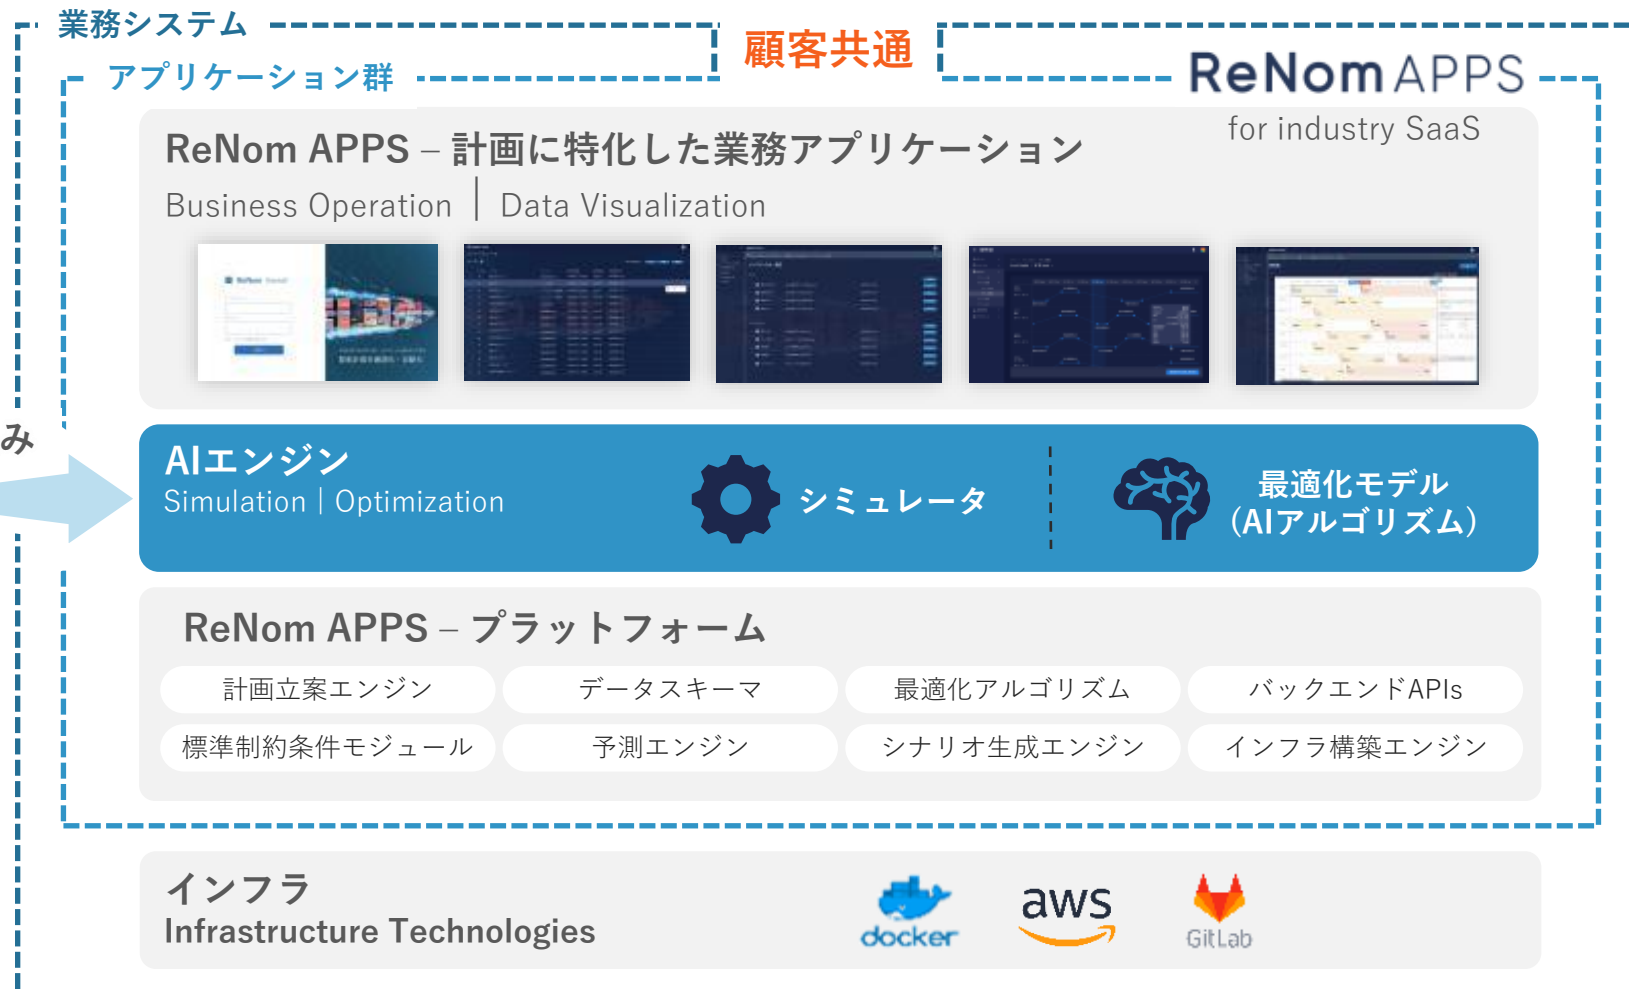 業務システム
顧客共通
アプリケーション群
ReNom APPS
for industry SaaS
ReNom APPS – 計画に特化した業務アプリケーション
Business Operation | Data Visualization
み
AIエンジン
Simulation | Optimization
シミュレータ
最適化モデル
(AIアルゴリズム)
ReNom APPS – プラットフォーム
計画立案エンジン
データスキーマ
最適化アルゴリズム
バックエンドAPIs
標準制約条件モジュール
予測エンジン
シナリオ生成エンジン
インフラ構築エンジン
インフラ
Infrastructure Technologies
docker
aws
GitLab